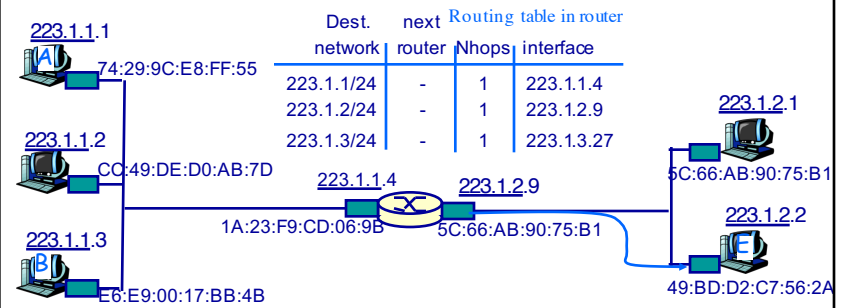 Dest. next Routing table in router
network router Nhops interface
223.1.1/24 - 1 223.1.1.4
223.1.2/24 - 1 223.1.2.9
223.1.3/24 - 1 223.1.3.27
223.1.1.1
A
74:29:9C:E8:FF:55
223.1.1.2
CC:49:DE:D0:AB:7D
223.1.1.3
B
E6:E9:00:17:BB:4B
223.1.1.4
1A:23:F9:CD:06:9B
223.1.2.9
5C:66:AB:90:75:B1
223.1.2.1
5C:66:AB:90:75:B1
223.1.2.2
E
49:BD:D2:C7:56:2A